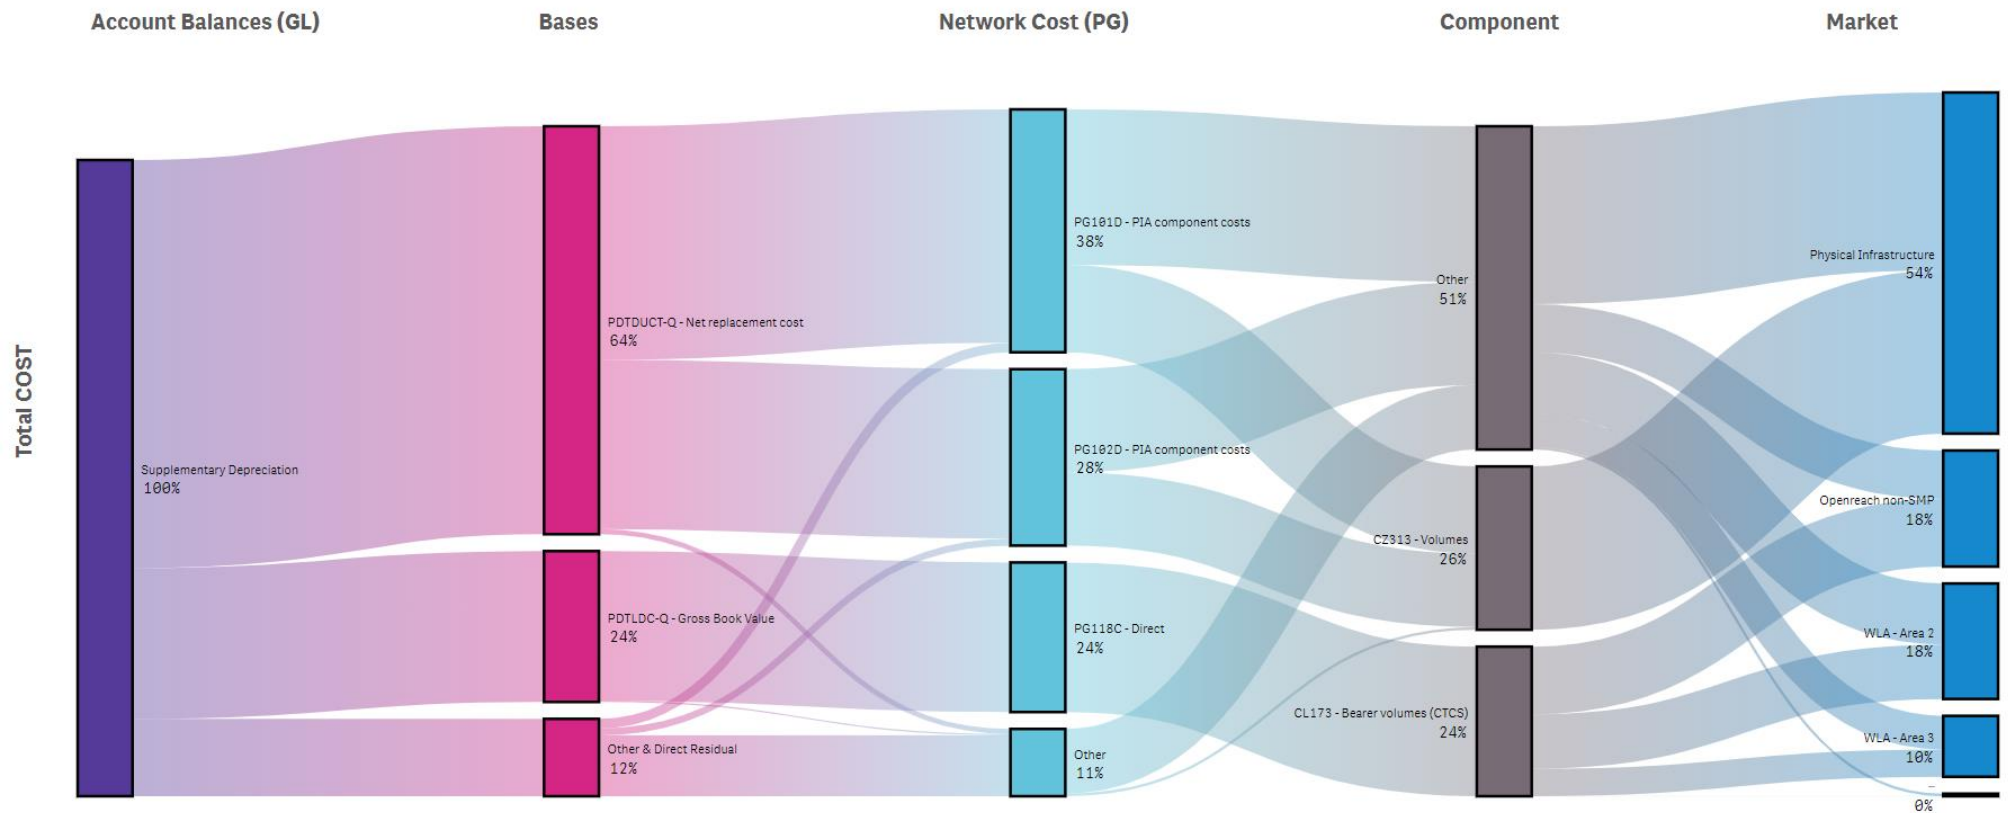 Account Balances (GL)
Bases
Network Cost (PG)
Component
Market
Total COST
Supplementary Depreciation
100%
PDTDUCT-Q - Net replacement cost
64%
PDTLDC-Q - Gross Book Value
24%
Other & Direct Residual
12%
PG101D - PIA component costs
38%
PG102D - PIA component costs
28%
PG118C - Direct
24%
Other
11%
Other
51%
CZ313 - Volumes
26%
CL173 - Bearer volumes (CTCS)
24%
Physical Infrastructure
54%
Openreach non-SMP
18%
WLA - Area 2
18%
WLA - Area 3
10%
–
0%